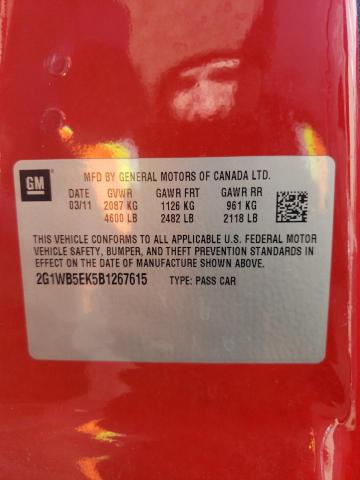 GM
MFD BY GENERAL MOTORS OF CANADA LTD.
DATE GVWR GAWR FRT GAWR RR
03/11 2087 KG 1126 KG 961 KG
4600 LB 2482 LB 2118 LB
THIS VEHICLE CONFORMS TO ALL APPLICABLE U.S. FEDERAL MOTOR
VEHICLE SAFETY, BUMPER, AND THEFT PREVENTION STANDARDS IN
EFFECT ON THE DATE OF MANUFACTURE SHOWN ABOVE.
2G1WB5EK5B1267615 TYPE: PASS CAR